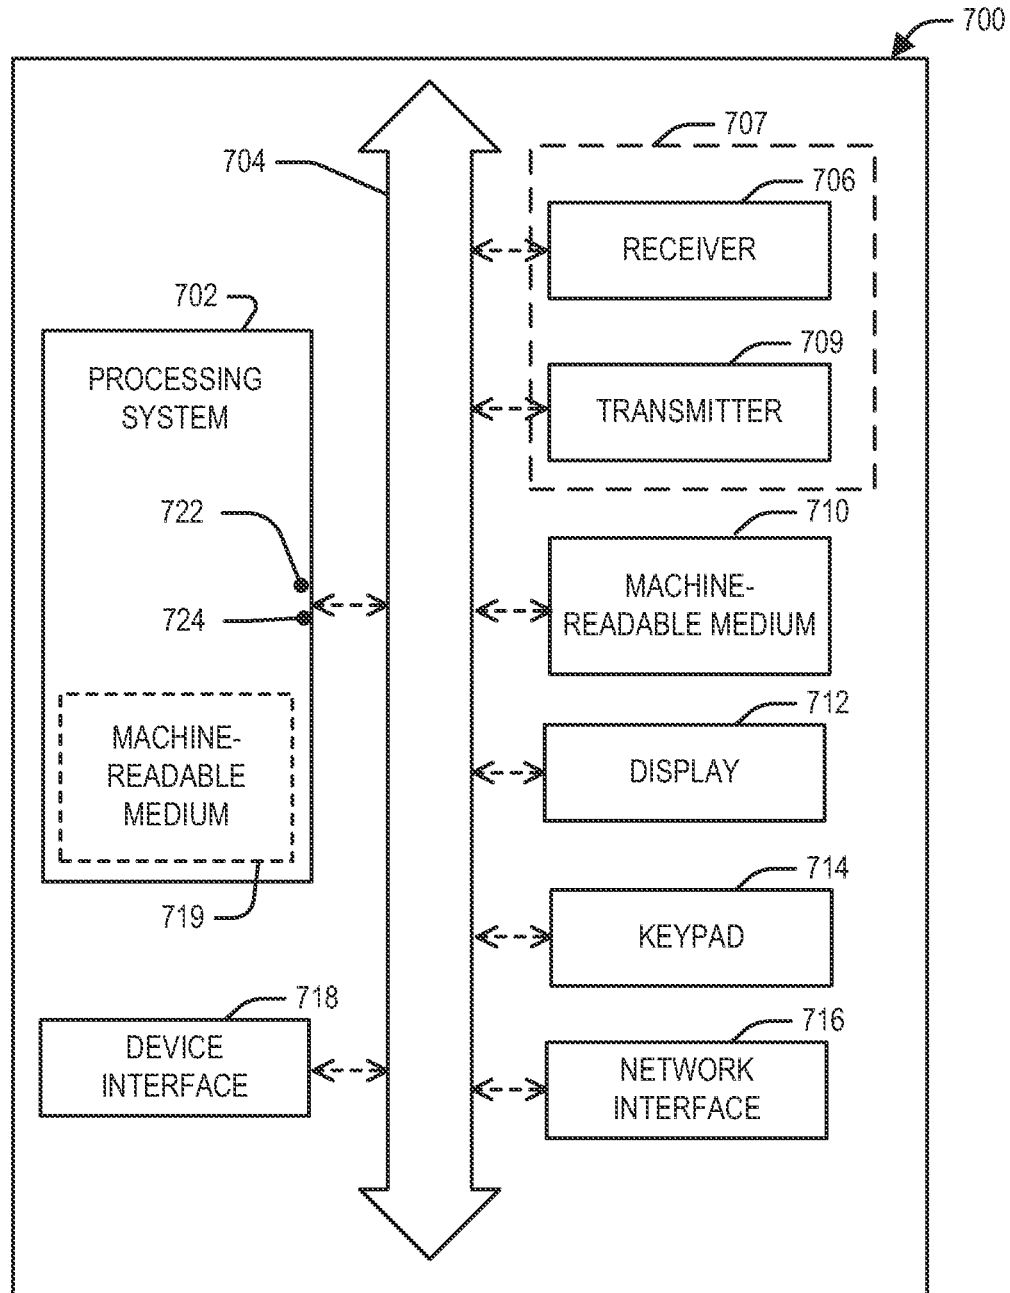 700
707
704
706
RECEIVER
702
709
PROCESSING
SYSTEM
TRANSMITTER
722
710
MACHINE-
READABLE MEDIUM
724
712
MACHINE-
READABLE
MEDIUM
DISPLAY
714
719
KEYPAD
718
716
DEVICE
INTERFACE
NETWORK
INTERFACE